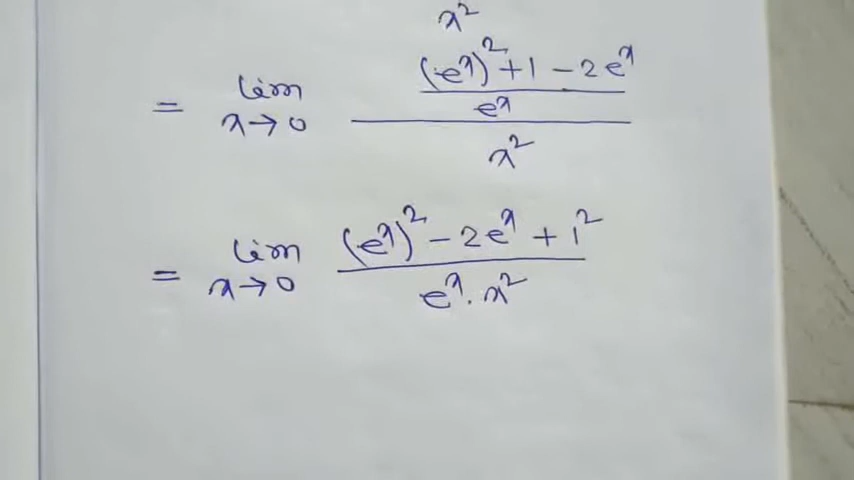 x²
(e^x)² + 1 - 2e^x
= lim e^x
x→0 x²
= lim (e^x)² - 2e^x + 1²
x→0 e^x . x²